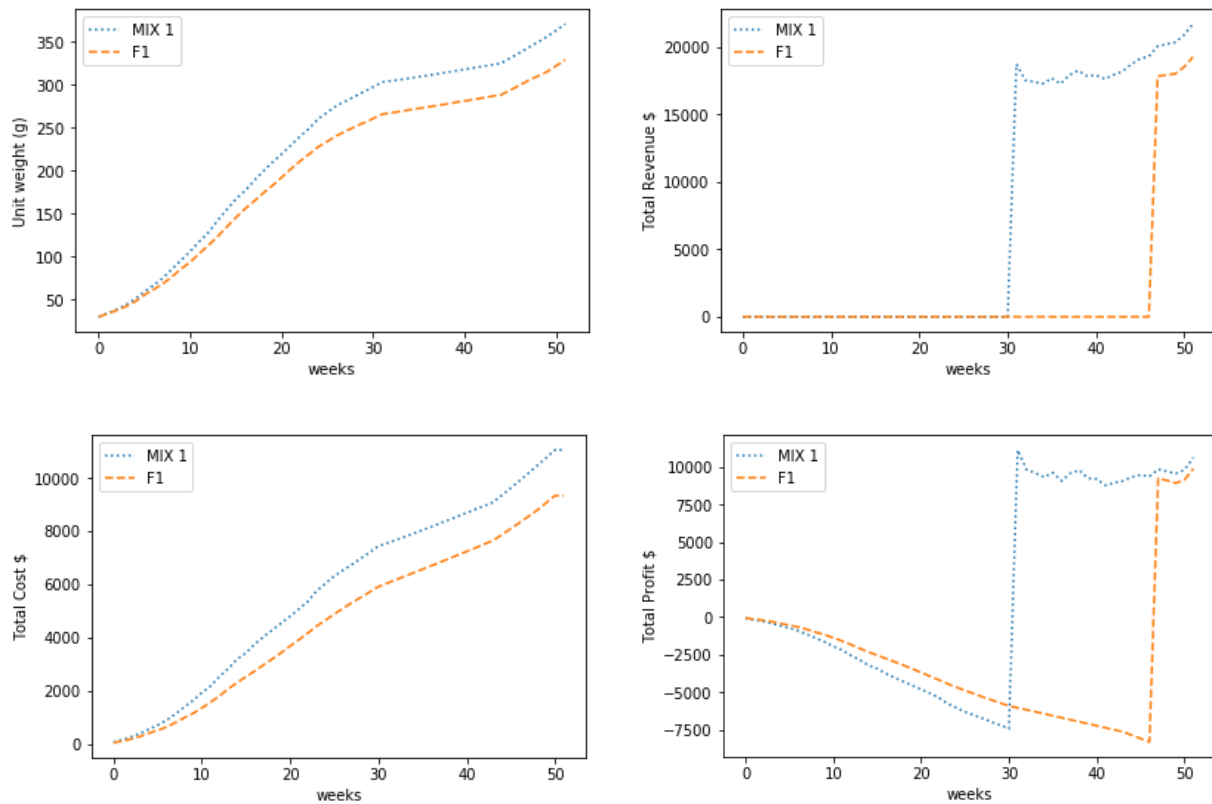 MIX 1
F1
350
300
250
200
150
100
50
Unit weight (g)
0 10 20 30 40 50
weeks
MIX 1
F1
20000
15000
10000
5000
0
Total Revenue $
0 10 20 30 40 50
weeks
MIX 1
F1
10000
8000
6000
4000
2000
0
Total Cost $
0 10 20 30 40 50
weeks
MIX 1
F1
10000
7500
5000
2500
0
−2500
−5000
−7500
Total Profit $
0 10 20 30 40 50
weeks